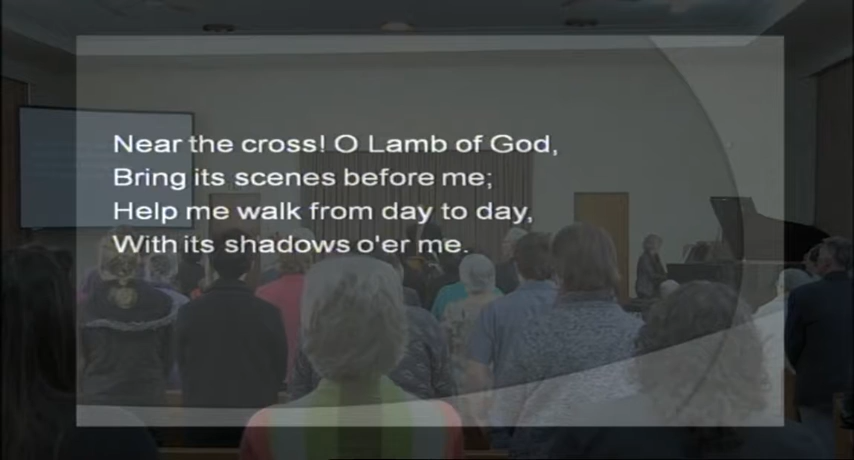 Near the cross! O Lamb of God,
Bring its scenes before me;
Help me walk from day to day,
With its shadows o'er me.